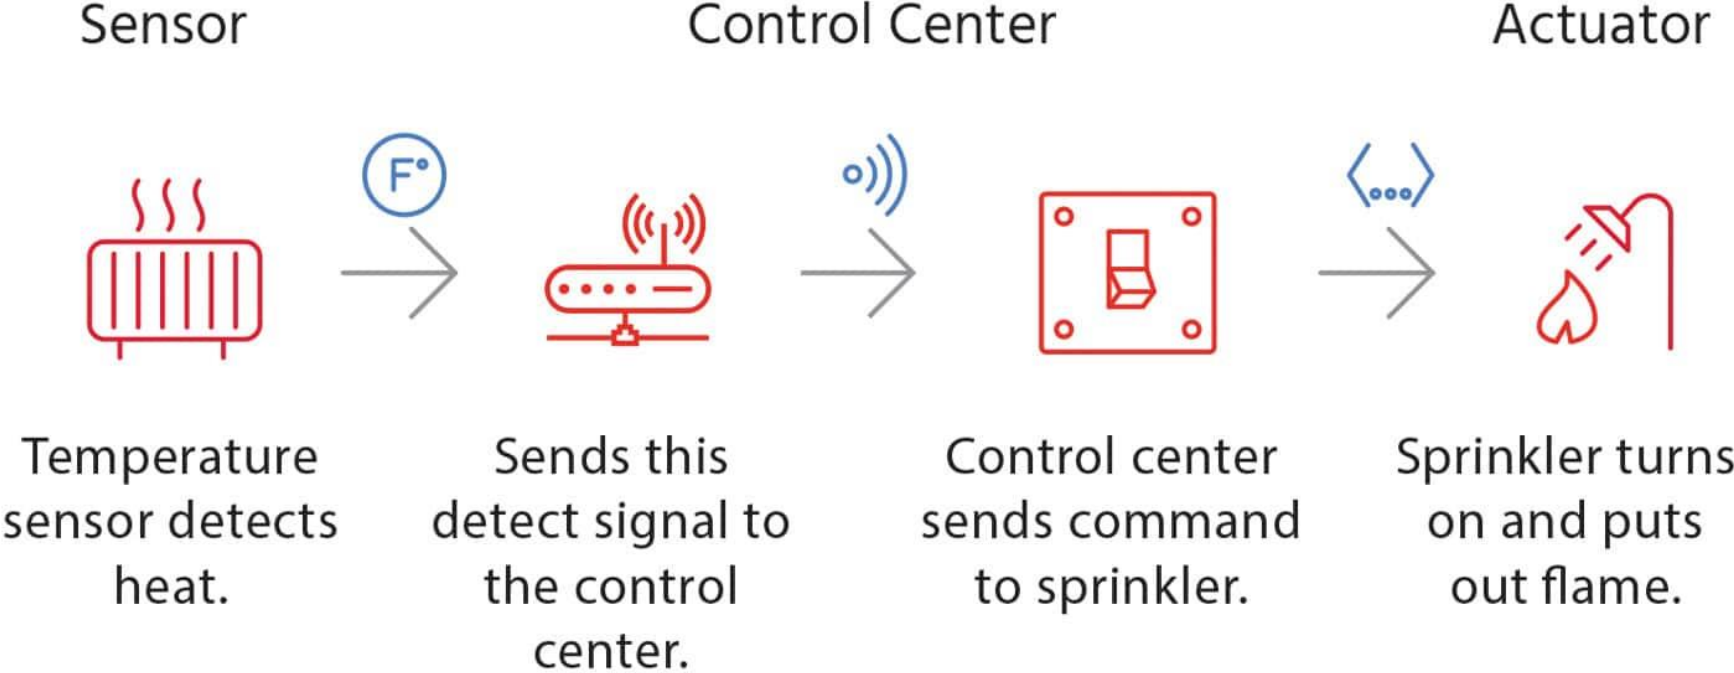 Sensor
Control Center
Actuator
F°
Temperature
sensor detects
heat.
Sends this
detect signal to
the control
center.
Control center
sends command
to sprinkler.
Sprinkler turns
on and puts
out flame.